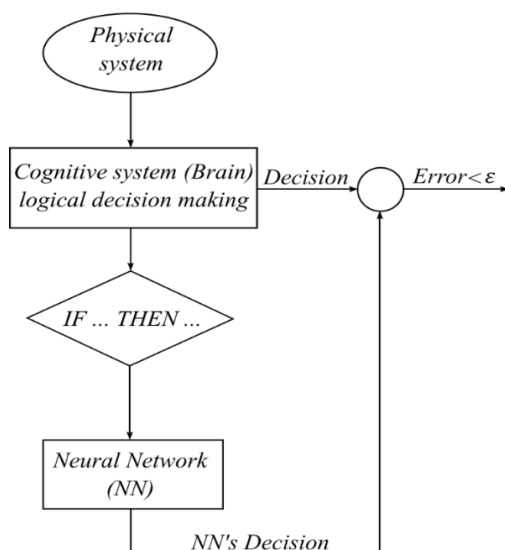 Physical
system
Cognitive system (Brain)
logical decision making
Decision
Error<ε
IF ... THEN ...
Neural Network
(NN)
NN's Decision